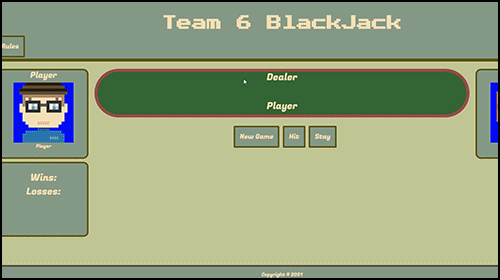 Team 6 BlackJack
Rules
Player
Dealer
Player
Player
New Game
Hit
Stay
Wins:
Losses:
Copyright © 2021